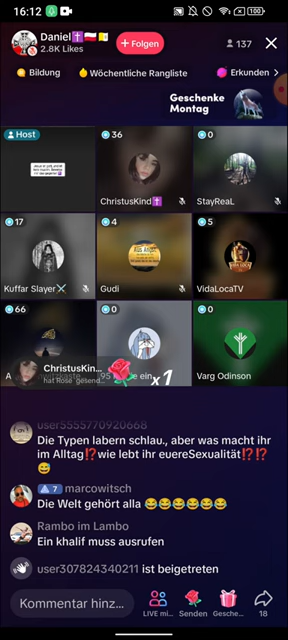 16:12
100
Daniel✝️🇵🇱🇻🇦
2.8K Likes
+ Folgen
137
Bildung
Wöchentliche Rangliste
Erkunden
Geschenke
Montag
Host
36
0
ChristusKind✝️
StayReaL
17
4
5
Kuffar Slayer⚔️
Gudi
VidaLocaTV
66
0
0
ChristusKin...
hat Rose gesend...
x1
ein
Varg Odinson
user5555770920668
Die Typen labern schlau., aber was macht ihr
im Alltag⁉️wie lebt ihr euereSexualität⁉️⁉️
😅
7 marcowitsch
Die Welt gehört alla 😂😂😂😂😂😂
Rambo im Lambo
Ein khalif muss ausrufen
user307824340211 ist beigetreten
Kommentar hinz...
LIVE mi...
Senden
Gesche...
18